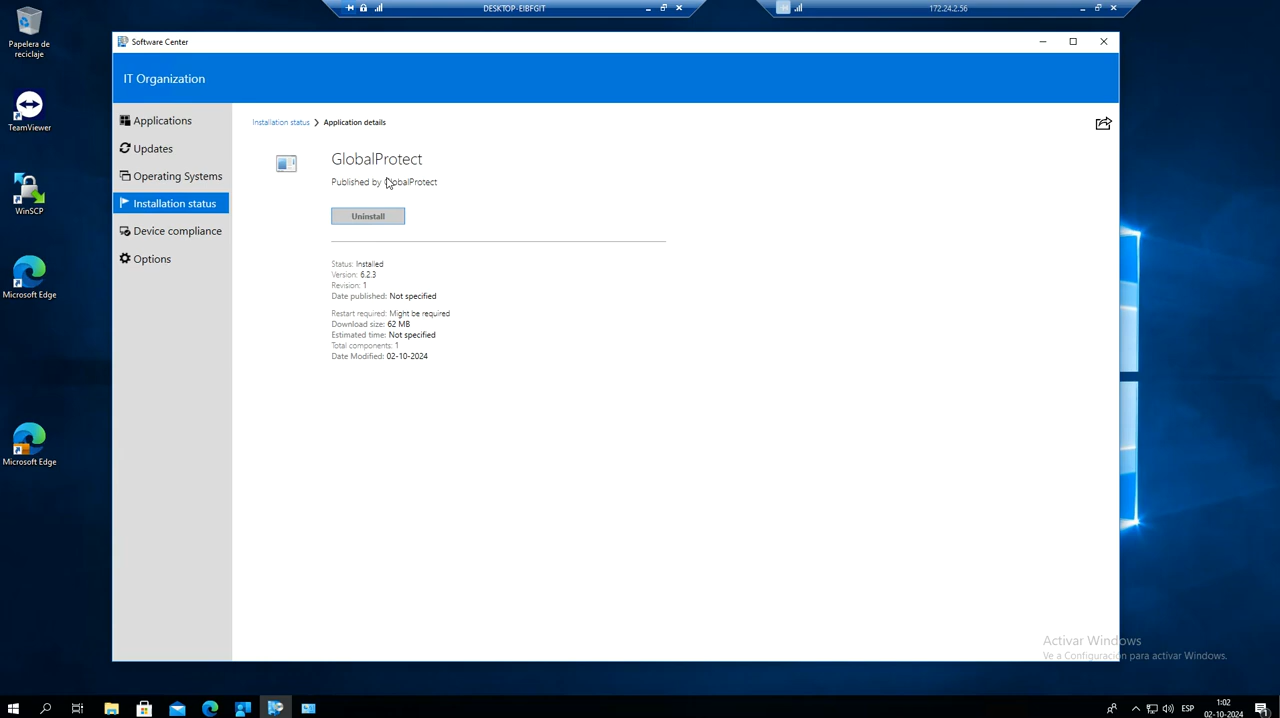 DESKTOP-EIBFGIT
172.24.2.56
Papelera de
reciclaje
TeamViewer
WinSCP
Microsoft Edge
Microsoft Edge
Software Center
IT Organization
Applications
Updates
Operating Systems
Installation status
Device compliance
Options
Installation status > Application details
GlobalProtect
Published by GlobalProtect
Uninstall
Status: Installed
Version: 6.2.3
Revision: 1
Date published: Not specified
Restart required: Might be required
Download size: 62 MB
Estimated time: Not specified
Total components: 1
Date Modified: 02-10-2024
Activar Windows
Ve a Configuración para activar Windows.
ESP
1:02
02-10-2024